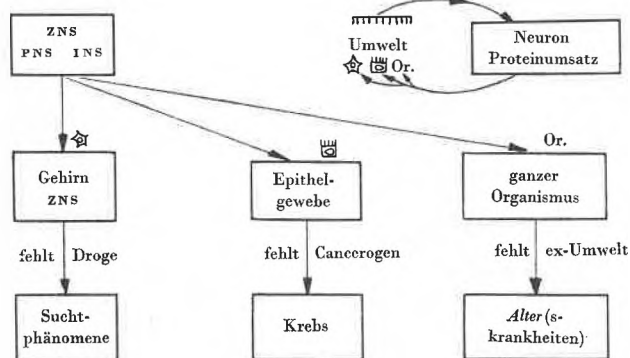 ZNS
PNS INS
Umwelt
Or.
Neuron
Proteinumsatz
Gehirn
ZNS
Epithel-
gewebe
Or.
ganzer
Organismus
fehlt Droge
fehlt Cancerogen
fehlt ex-Umwelt
Sucht-
phänomene
Krebs
Alter(s-
krankheiten)